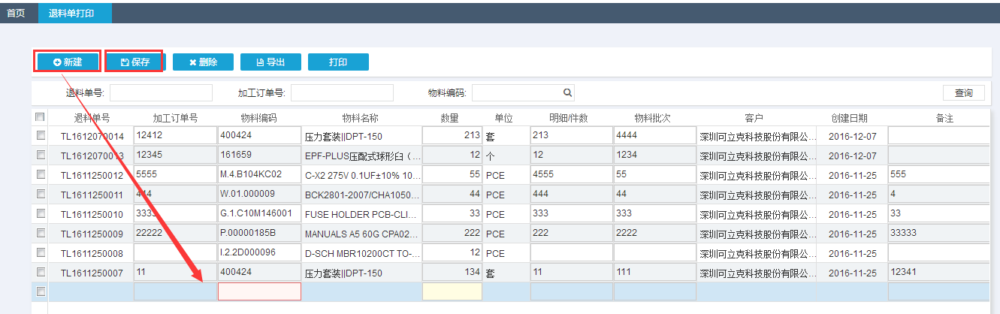 首页 退料单打印
新建 保存 删除 导出 打印
退料单号: 加工订单号: 物料编码: 查询
退料单号 加工订单号 物料编码 物料名称 数量 单位 明细/件数 物料批次 客户 创建日期 备注
TL1612070014 12412 400424 压力套装||DPT-150 213 套 213 4444 深圳可立克科技股份有限公... 2016-12-07
TL1612070013 12345 161659 EPF-PLUS压配式球形臼（... 12 个 12 1234 深圳可立克科技股份有限公... 2016-12-07
TL1611250012 5555 M.4.B104KC02 C-X2 275V 0.1UF±10% 10... 55 PCE 4555 55 深圳可立克科技股份有限公... 2016-11-25 555
TL1611250011 444 W.01.000009 BCK2801-2007/CHA1050... 44 PCE 444 44 深圳可立克科技股份有限公... 2016-11-25 4
TL1611250010 3333 G.1.C10M146001 FUSE HOLDER PCB-CLI... 33 PCE 333 333 深圳可立克科技股份有限公... 2016-11-25 33
TL1611250009 22222 P.00000185B MANUALS A5 60G CPA02... 222 PCE 222 2222 深圳可立克科技股份有限公... 2016-11-25 33333
TL1611250008 I.2.2D000096 D-SCH MBR10200CT TO-... 12 PCE 深圳可立克科技股份有限公... 2016-11-25
TL1611250007 11 400424 压力套装||DPT-150 134 套 11 111 深圳可立克科技股份有限公... 2016-11-25 12341